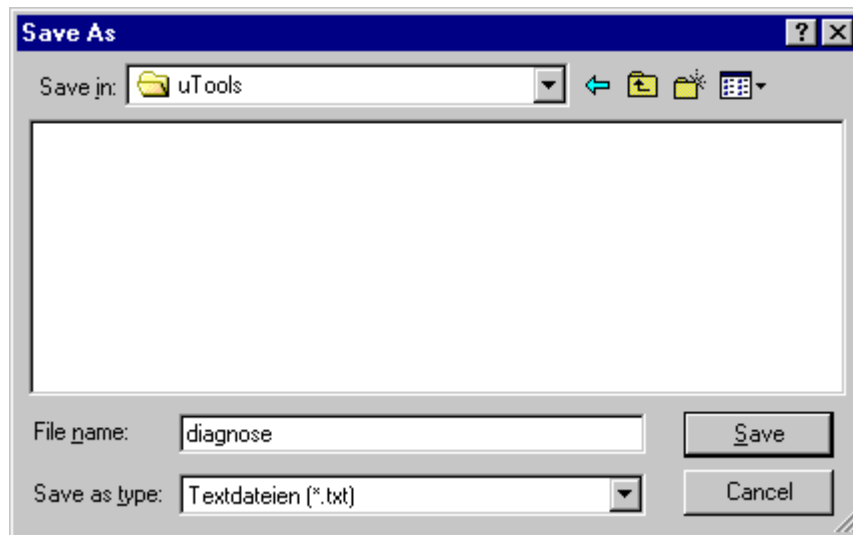 Save As
Save in: uTools
File name: diagnose Save
Save as type: Textdateien (*.txt) Cancel